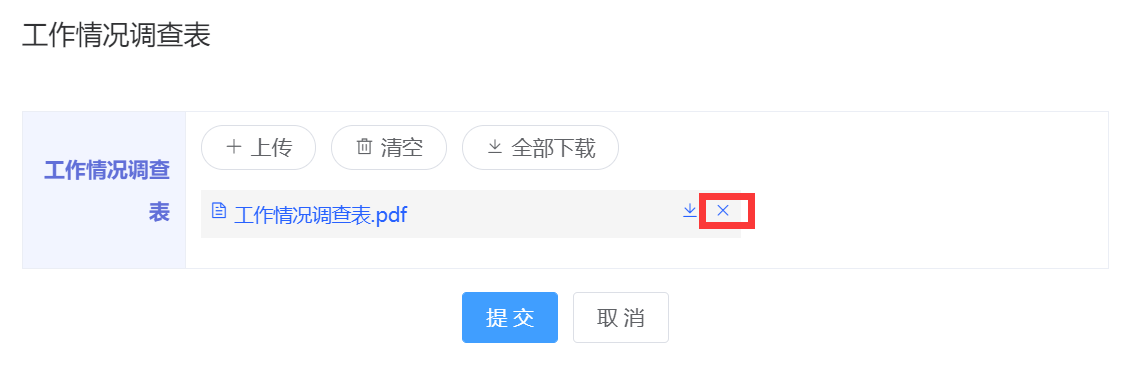 工作情况调查表
工作情况调查
表
上传
清空
全部下载
工作情况调查表.pdf
提交
取消